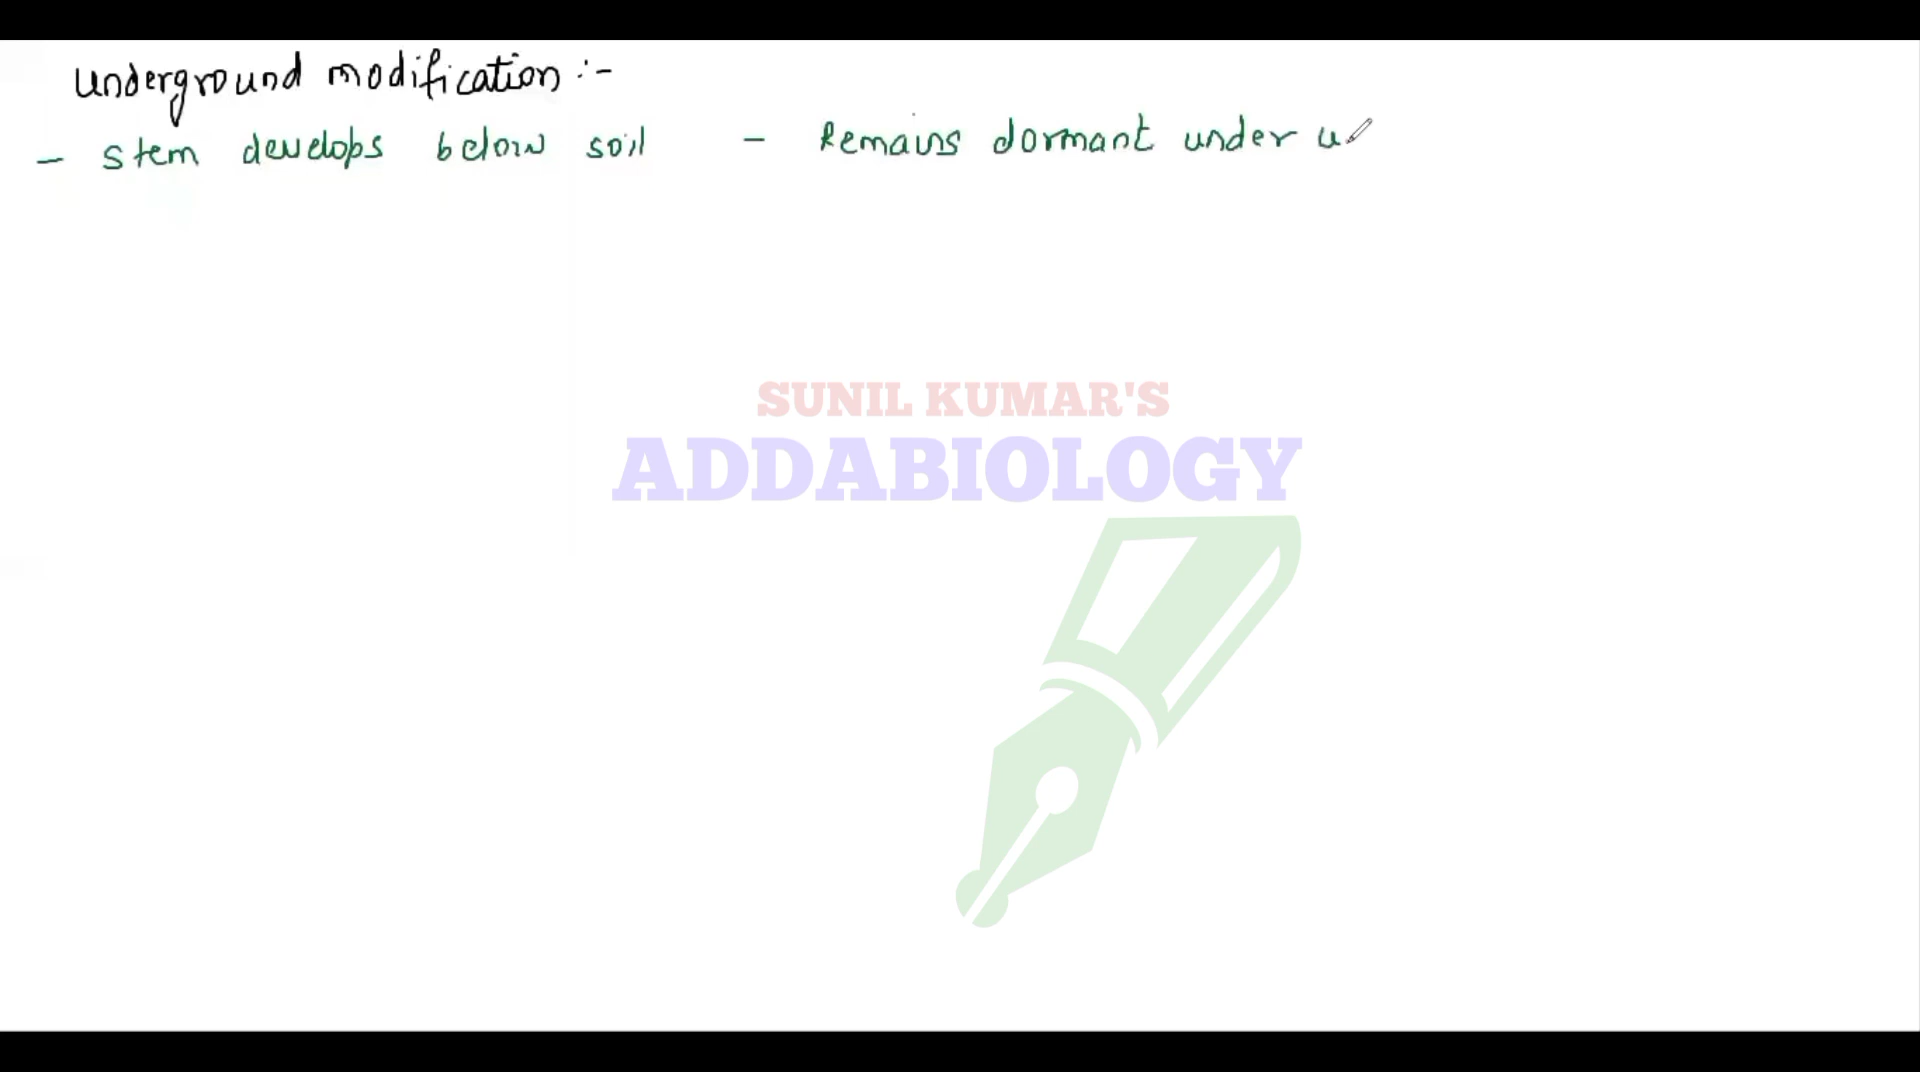 underground modification :-
- stem develops below soil - Remains dormant under u
SUNIL KUMAR'S
ADDABIOLOGY